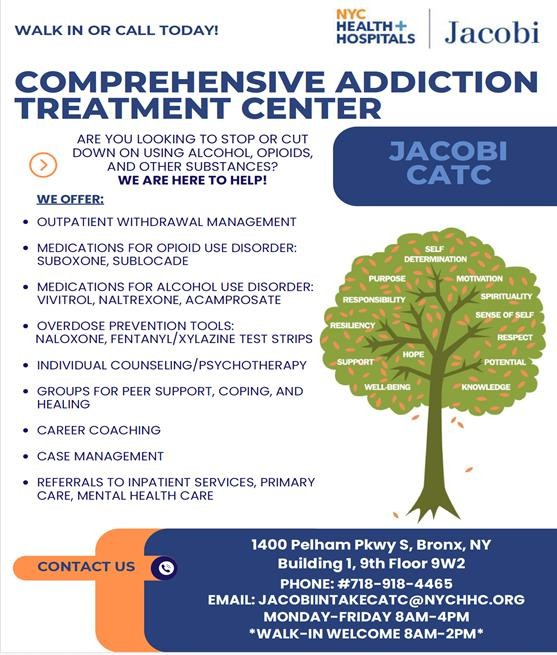 WALK IN OR CALL TODAY!
NYC
HEALTH+
HOSPITALS
Jacobi
COMPREHENSIVE ADDICTION
TREATMENT CENTER
ARE YOU LOOKING TO STOP OR CUT
DOWN ON USING ALCOHOL, OPIOIDS,
AND OTHER SUBSTANCES?
WE ARE HERE TO HELP!
JACOBI
CATC
WE OFFER:
• OUTPATIENT WITHDRAWAL MANAGEMENT
• MEDICATIONS FOR OPIOID USE DISORDER:
SUBOXONE, SUBLOCADE
• MEDICATIONS FOR ALCOHOL USE DISORDER:
VIVITROL, NALTREXONE, ACAMPROSATE
• OVERDOSE PREVENTION TOOLS:
NALOXONE, FENTANYL/XYLAZINE TEST STRIPS
• INDIVIDUAL COUNSELING/PSYCHOTHERAPY
• GROUPS FOR PEER SUPPORT, COPING, AND
HEALING
• CAREER COACHING
• CASE MANAGEMENT
• REFERRALS TO INPATIENT SERVICES, PRIMARY
CARE, MENTAL HEALTH CARE
SELF
DETERMINATION
PURPOSE
MOTIVATION
RESPONSIBILITY
SPIRITUALITY
SENSE OF SELF
RESILIENCY
RESPECT
HOPE
SUPPORT
POTENTIAL
WELL-BEING
KNOWLEDGE
CONTACT US
1400 Pelham Pkwy S, Bronx, NY
Building 1, 9th Floor 9W2
PHONE: #718-918-4465
EMAIL: JACOBIINTAKECATC@NYCHHC.ORG
MONDAY-FRIDAY 8AM-4PM
*WALK-IN WELCOME 8AM-2PM*